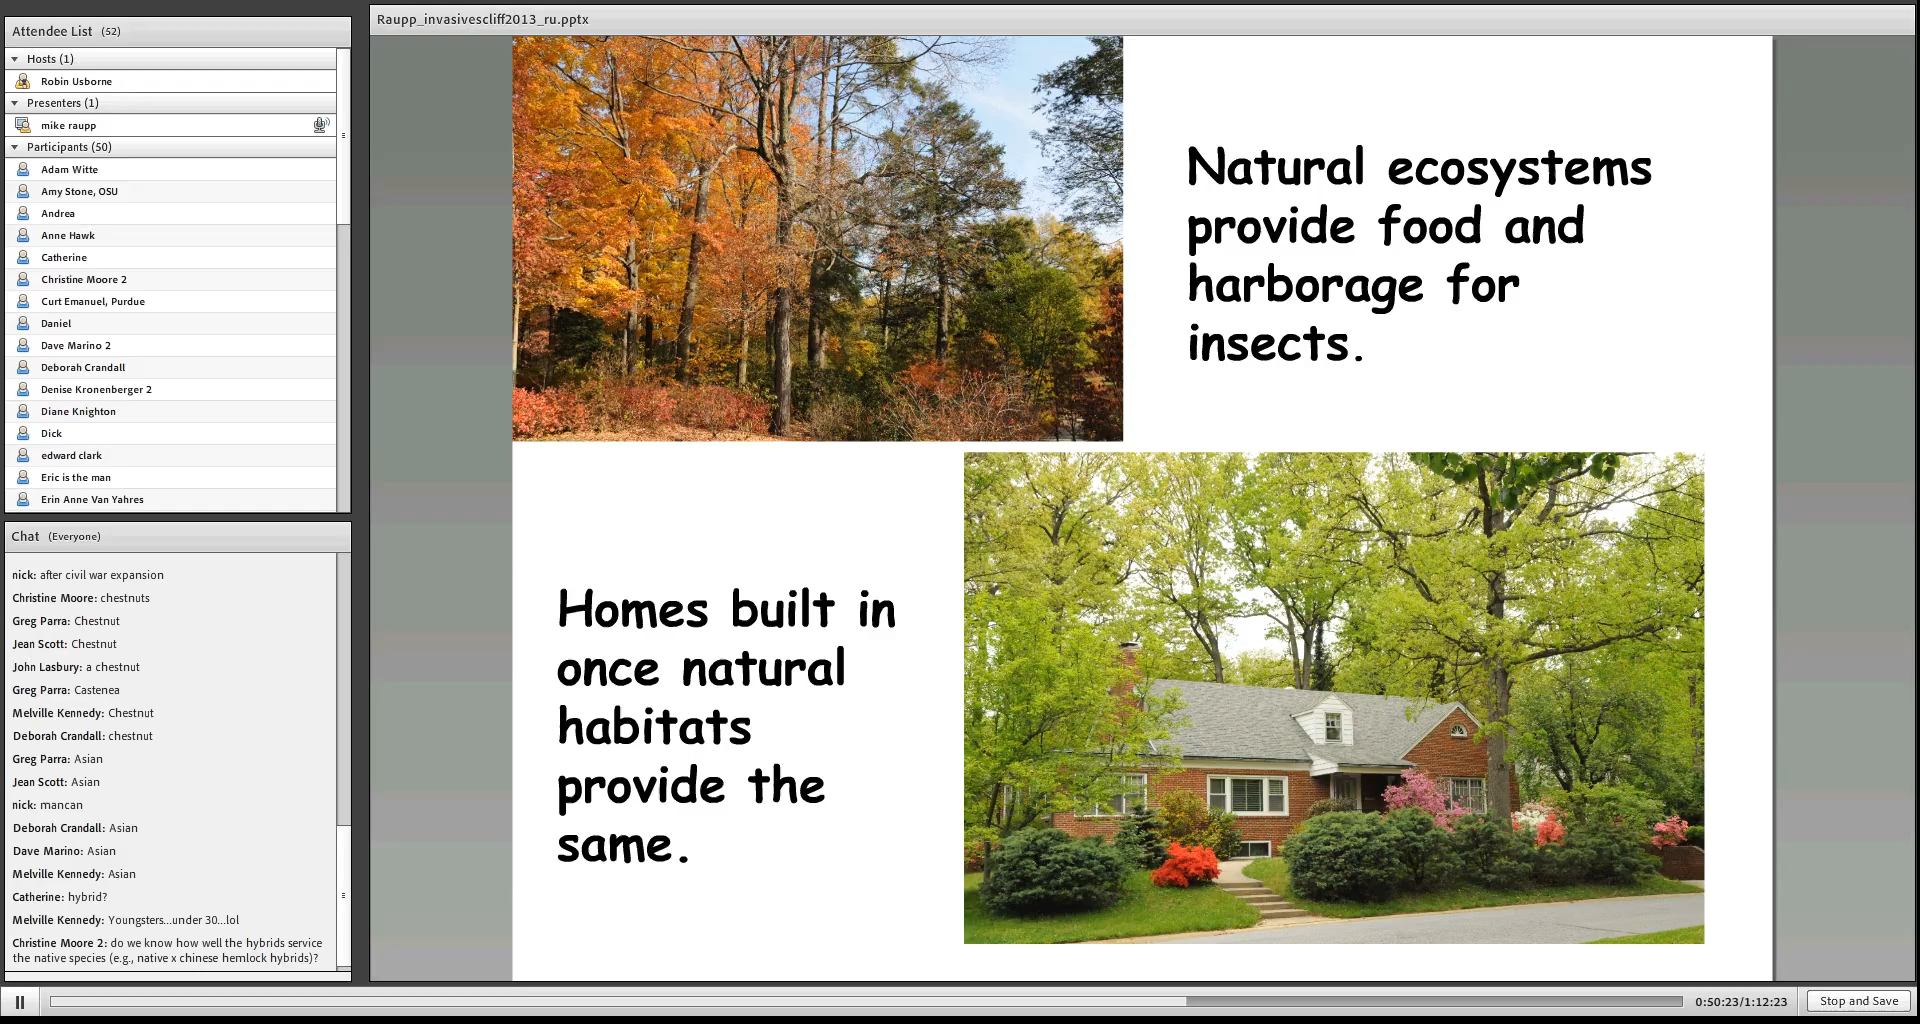 Attendee List (52)
Hosts (1)
Robin Usborne
Presenters (1)
mike raupp
Participants (50)
Adam Witte
Amy Stone, OSU
Andrea
Anne Hawk
Catherine
Christine Moore 2
Curt Emanuel, Purdue
Daniel
Dave Marino 2
Deborah Crandall
Denise Kronenberger 2
Diane Knighton
Dick
edward clark
Eric is the man
Erin Anne Van Yahres
Chat (Everyone)
nick: after civil war expansion
Christine Moore: chestnuts
Greg Parra: Chestnut
Jean Scott: Chestnut
John Lasbury: a chestnut
Greg Parra: Castenea
Melville Kennedy: Chestnut
Deborah Crandall: chestnut
Greg Parra: Asian
Jean Scott: Asian
nick: mancan
Deborah Crandall: Asian
Dave Marino: Asian
Melville Kennedy: Asian
Catherine: hybrid?
Melville Kennedy: Youngsters...under 30...lol
Christine Moore 2: do we know how well the hybrids service
the native species (e.g., native x chinese hemlock hybrids)?
Raupp_invasivescliff2013_ru.pptx
Natural ecosystems
provide food and
harborage for
insects.
Homes built in
once natural
habitats
provide the
same.
0:50:23/1:12:23
Stop and Save